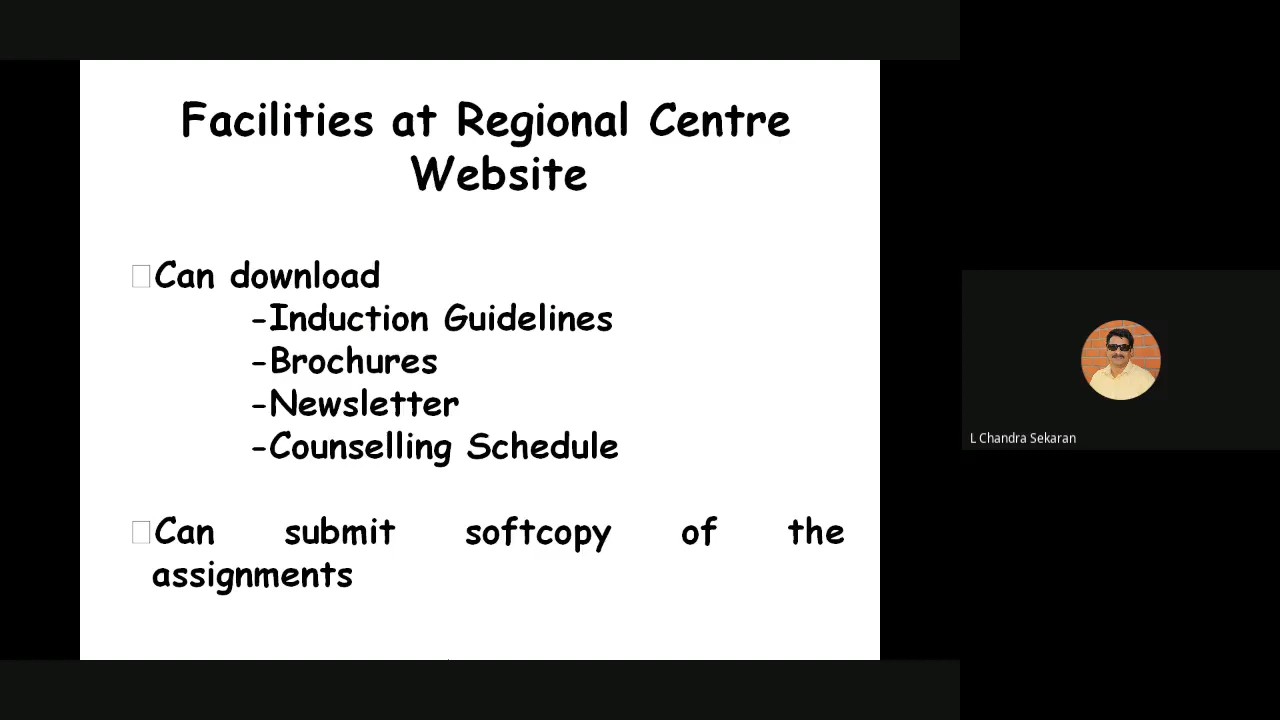 Facilities at Regional Centre
Website
Can download
-Induction Guidelines
-Brochures
-Newsletter
-Counselling Schedule
Can submit softcopy of the
assignments
L Chandra Sekaran